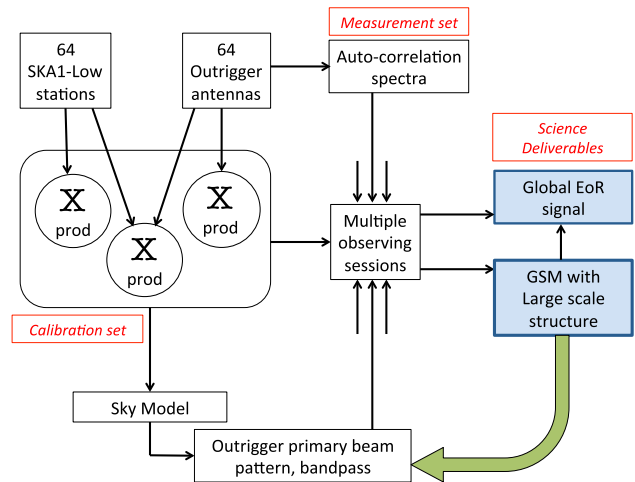 Measurement set
64
SKA1-Low
stations
64
Outrigger
antennas
Auto-correlation
spectra
Science
Deliverables
X
prod
X
prod
X
prod
Multiple
observing
sessions
Global EoR
signal
GSM with
Large scale
structure
Calibration set
Sky Model
Outrigger primary beam
pattern, bandpass